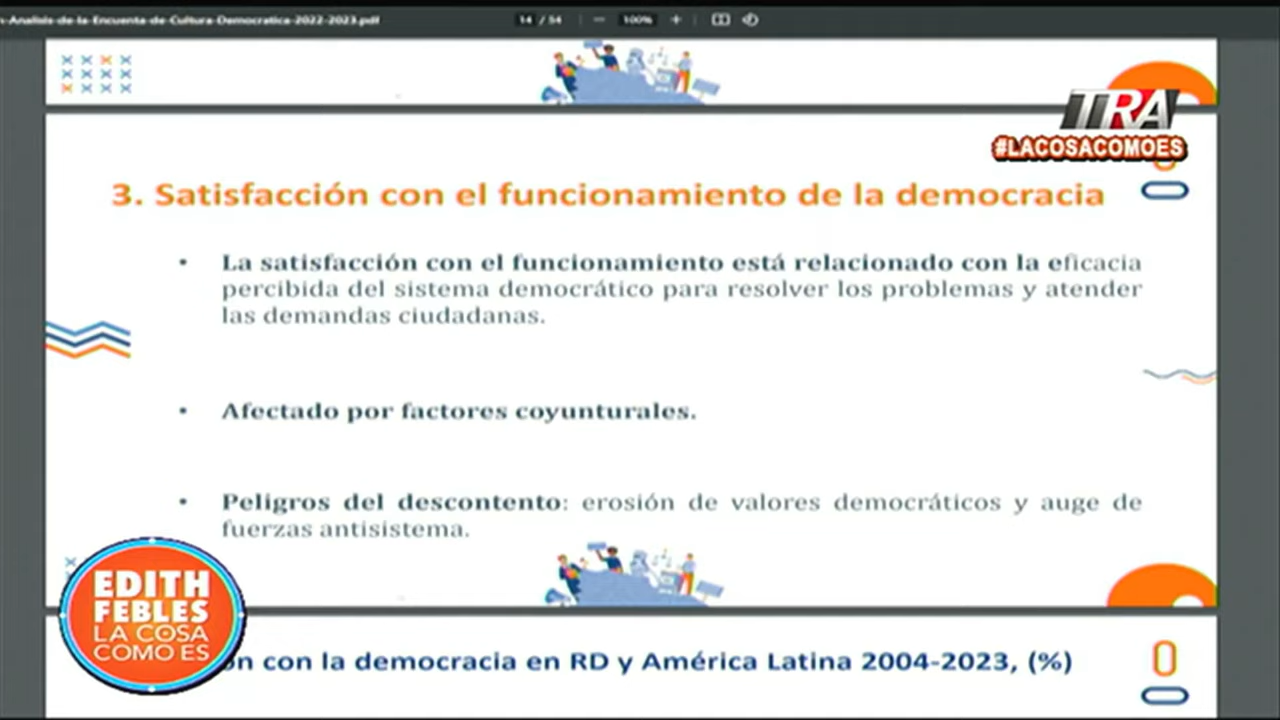 -Analisis-de-la-Encuenta-de-Cultura-Democratica-2022-2023.pdf
14 / 54
100%
TRA
#LACOSACOMOES
3. Satisfacción con el funcionamiento de la democracia
• La satisfacción con el funcionamiento está relacionado con la eficacia
percibida del sistema democrático para resolver los problemas y atender
las demandas ciudadanas.
• Afectado por factores coyunturales.
• Peligros del descontento: erosión de valores democráticos y auge de
fuerzas antisistema.
EDITH
FEBLES
LA COSA
COMO ES
ón con la democracia en RD y América Latina 2004-2023, (%)